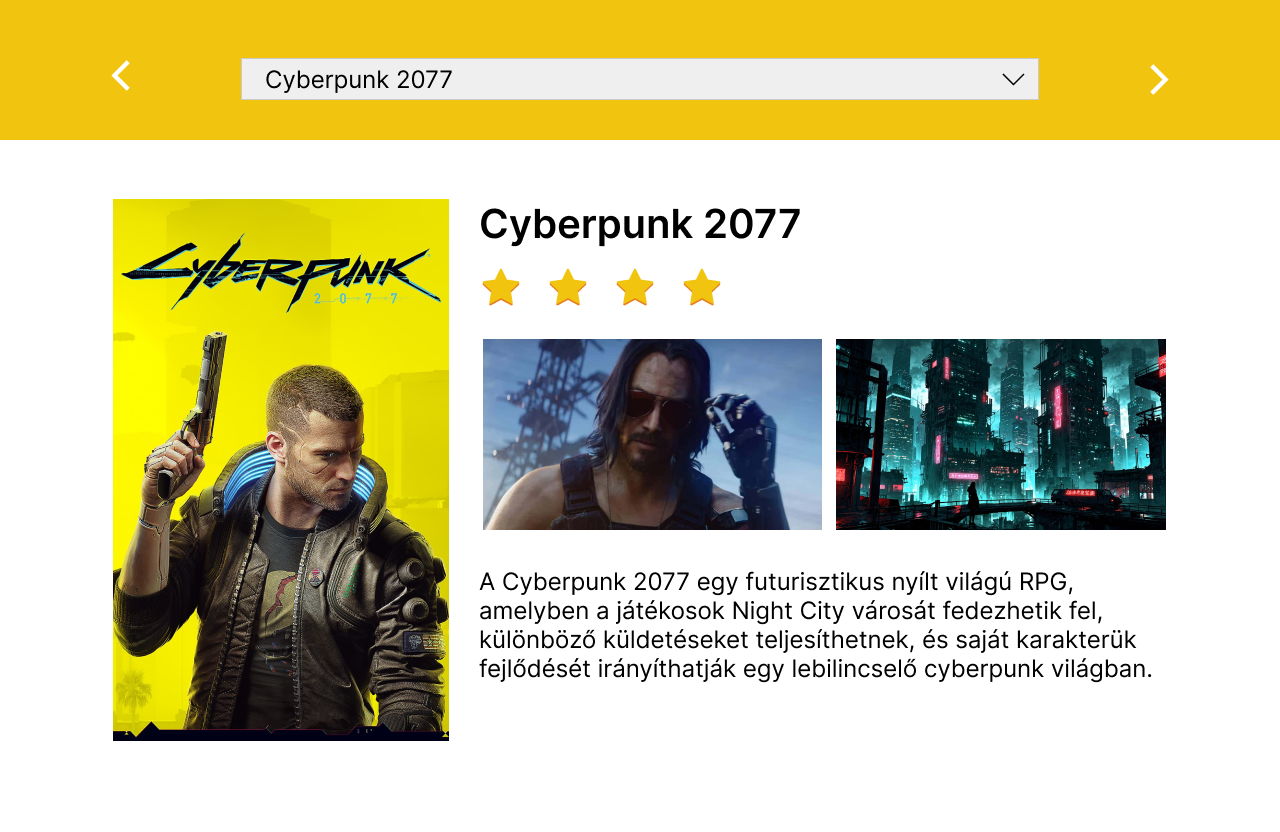 Cyberpunk 2077
Cyberpunk 2077
CYBERPUNK
2077
A Cyberpunk 2077 egy futurisztikus nyílt világú RPG,
amelyben a játékosok Night City városát fedezhetik fel,
különböző küldetéseket teljesíthetnek, és saját karakterük
fejlődését irányíthatják egy lebilincselő cyberpunk világban.